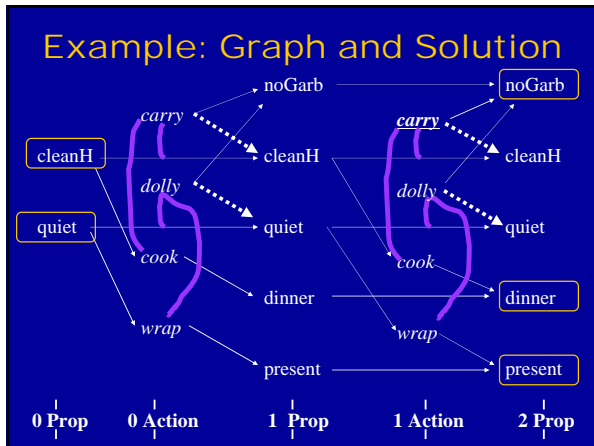 Example: Graph and Solution
noGarb noGarb
carry carry
cleanH cleanH cleanH
dolly dolly
quiet quiet quiet
cook cook
dinner dinner
wrap wrap
present present
0 Prop 0 Action 1 Prop 1 Action 2 Prop